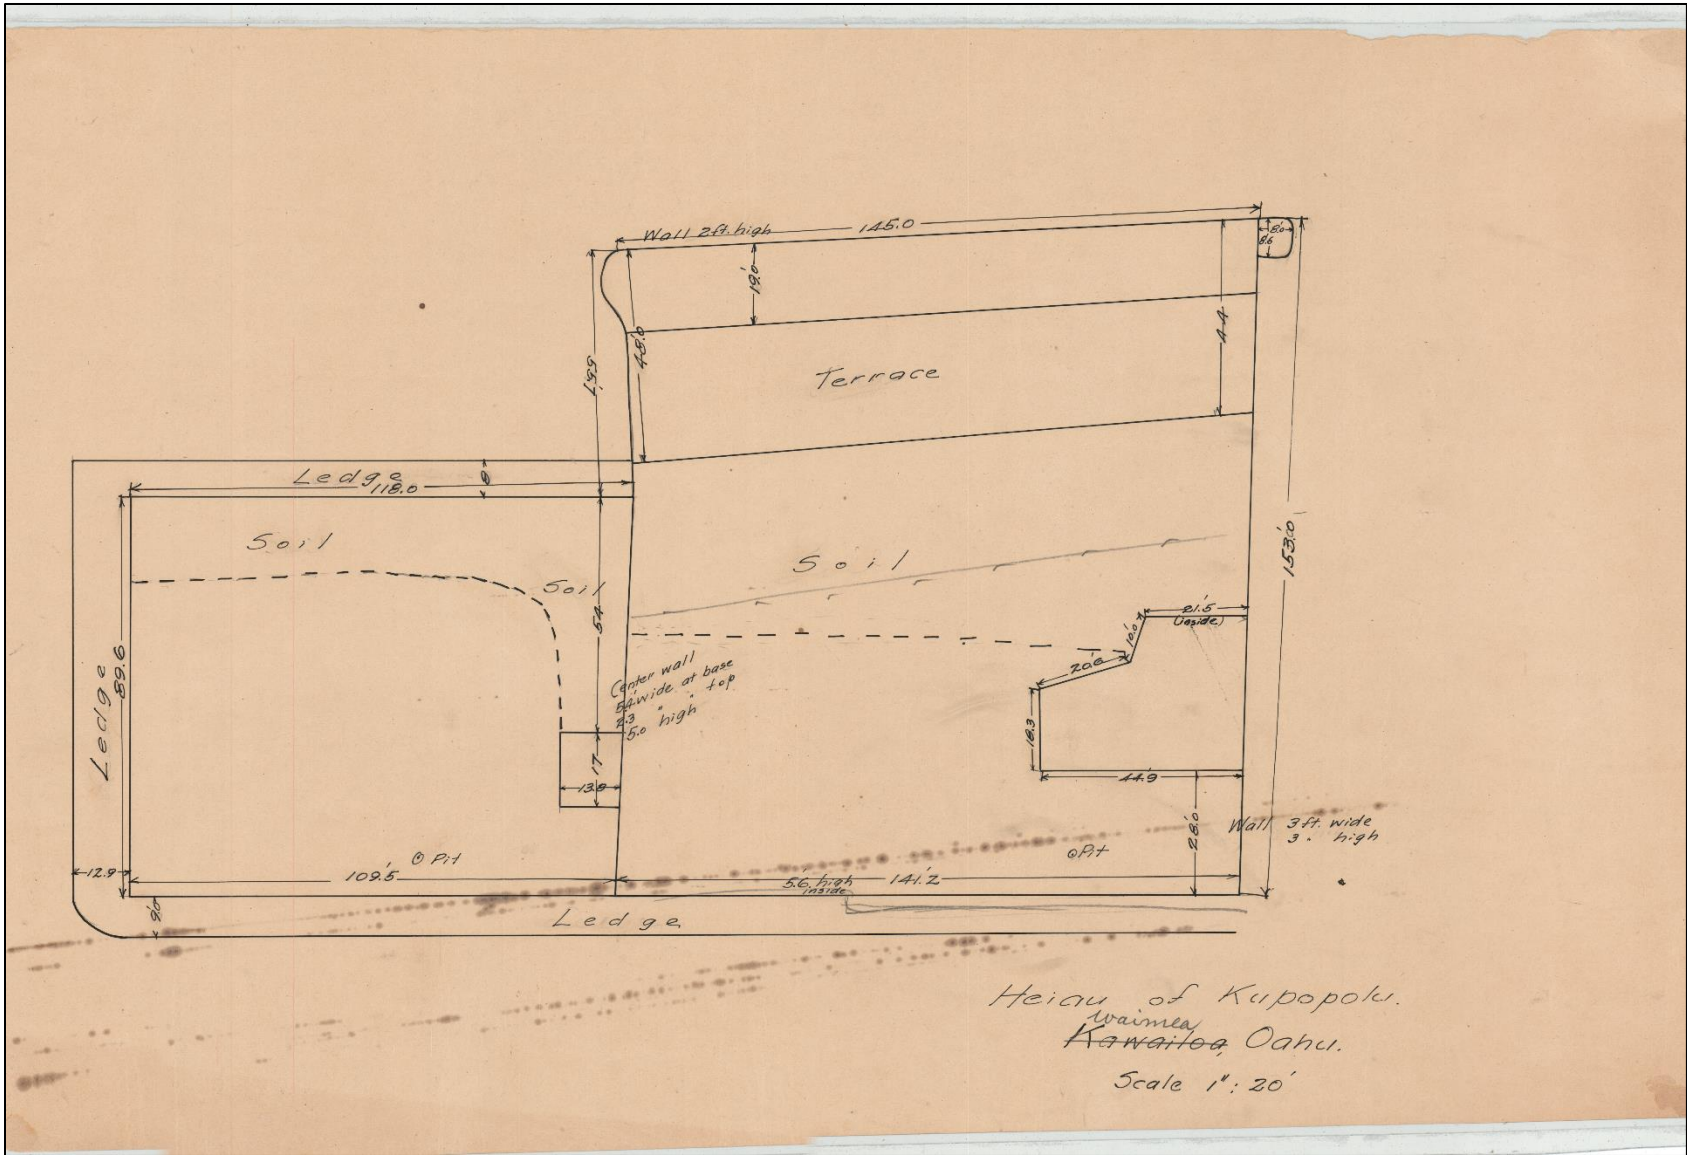 Wall 2ft. high 145.0
8.0
8.6
19.0
44
48.0
Terrace
Ledge
118.0
8
Soil
Soil
Soil
54
153.0
21.5
(inside)
10.0
20.0
Ledge
89.6
Center wall
5.4 wide at base
2.3 " " top
5.0 high
18.3
17
13.8
44.9
28.0
Wall 3 ft. wide
3 " high
Pit
Pit
12.9
109.5
5.6. high 141.2
inside
9.0
Ledge
Heiau of Kupopolu.
Waimea
Kawailoa, Oahu.
Scale 1": 20'